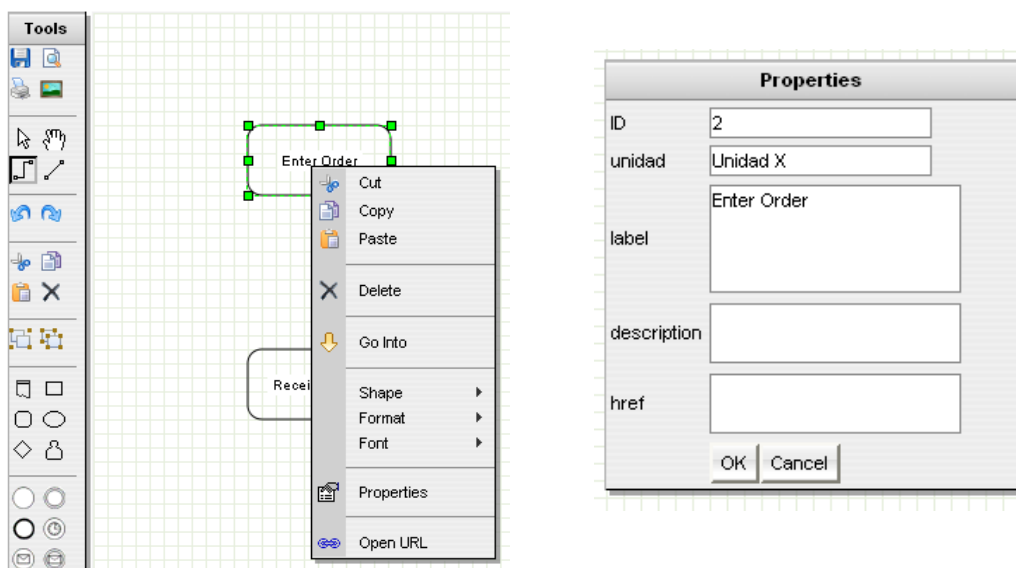 Tools
Enter Order
Cut
Copy
Paste
Delete
Go Into
Recei
Shape
Format
Font
Properties
Open URL
Properties
ID 2
unidad Unidad X
label Enter Order
description
href
OK Cancel